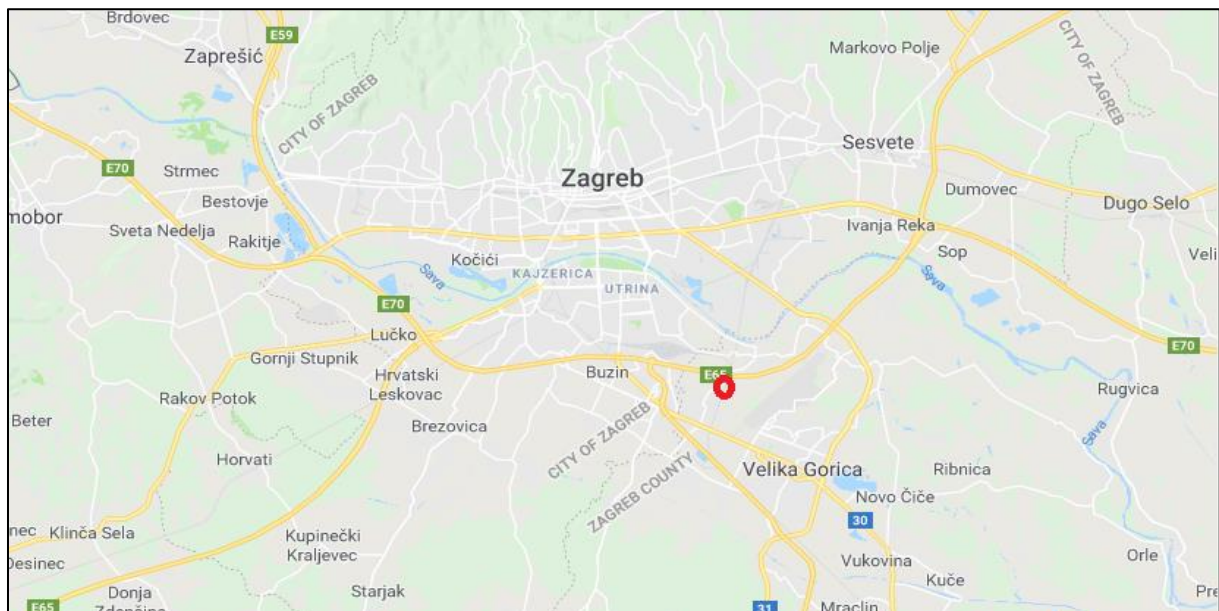 Brdovec
E59
Zaprešić
Markovo Polje
CITY OF ZAGREB
CITY OF ZAGREB
Sesvete
E70
Strmec
Zagreb
Dumovec
Bestovje
Dugo Selo
mobor
Sveta Nedelja
Rakitje
Ivanja Reka
Kočići
Sop
Veli
KAJZERICA
Sava
UTRINA
Sava
E70
Lučko
E70
Gornji Stupnik
Hrvatski
Leskovac
Buzin
E65
Rugvica
Rakov Potok
Beter
Brezovica
CITY OF ZAGREB
Sava
Horvati
ZAGREB COUNTY
Velika Gorica
Ribnica
Novo Čiče
nec
Klinča Sela
Kupinečki
Kraljevec
30
Desinec
Vukovina
Orle
Donja
Starjak
Kuče
Pre
E65
31
Mraclin